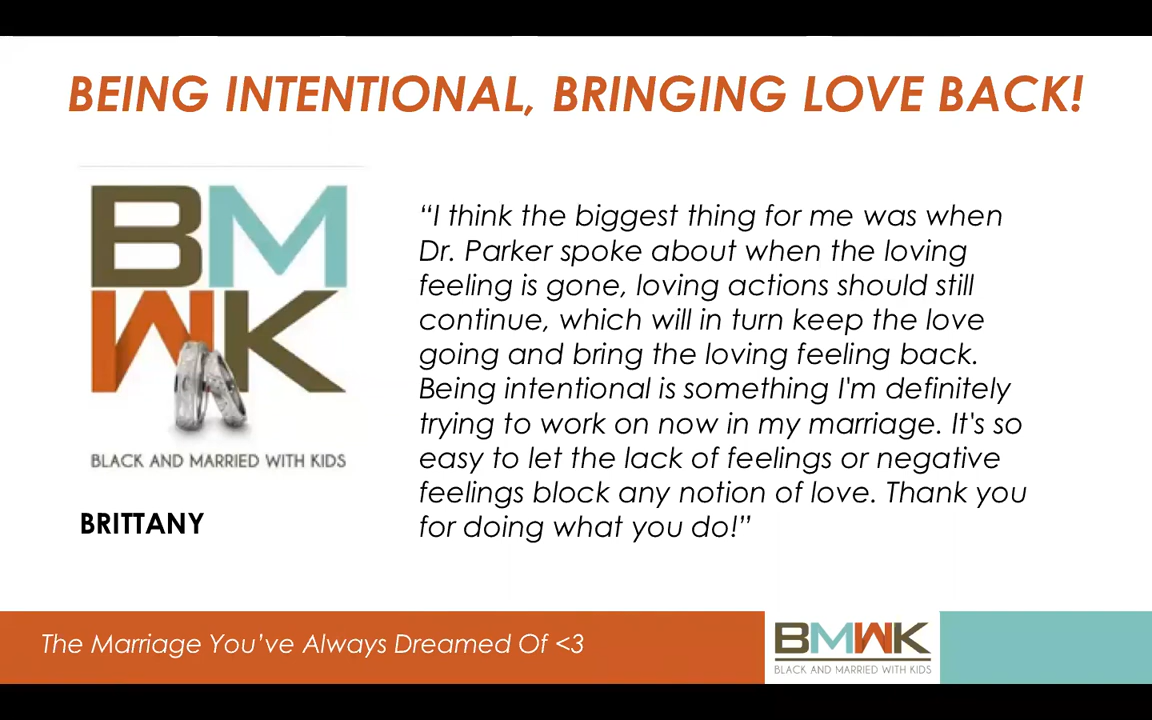 BEING INTENTIONAL, BRINGING LOVE BACK!
BM
WK
BLACK AND MARRIED WITH KIDS
BRITTANY
“I think the biggest thing for me was when
Dr. Parker spoke about when the loving
feeling is gone, loving actions should still
continue, which will in turn keep the love
going and bring the loving feeling back.
Being intentional is something I'm definitely
trying to work on now in my marriage. It's so
easy to let the lack of feelings or negative
feelings block any notion of love. Thank you
for doing what you do!”
The Marriage You’ve Always Dreamed Of <3
BMWK
BLACK AND MARRIED WITH KIDS